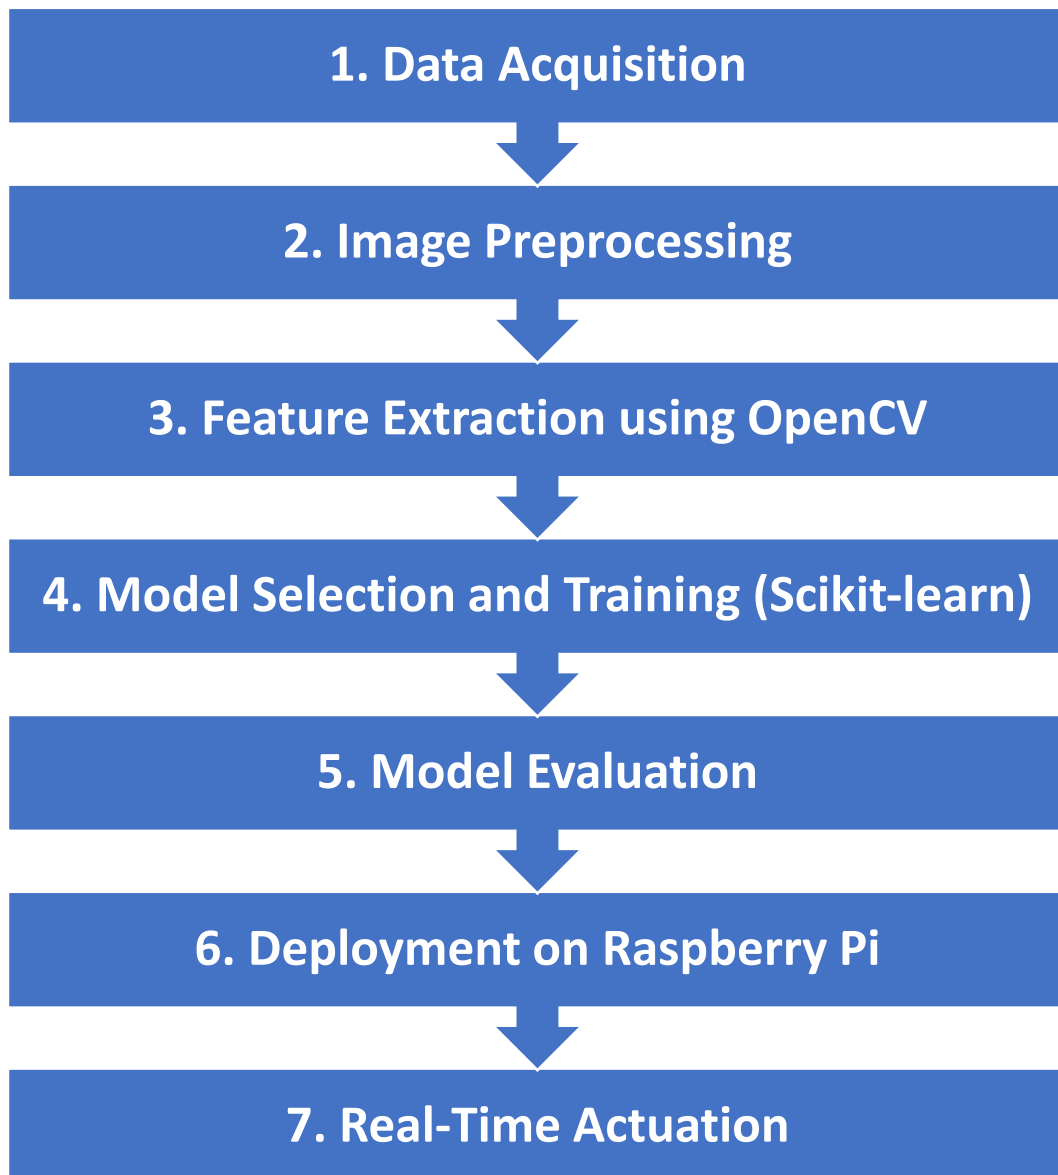 1. Data Acquisition
2. Image Preprocessing
3. Feature Extraction using OpenCV
4. Model Selection and Training (Scikit-learn)
5. Model Evaluation
6. Deployment on Raspberry Pi
7. Real-Time Actuation